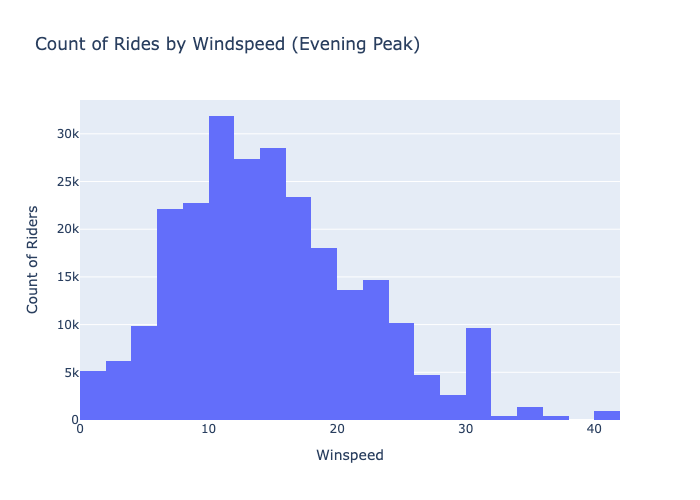 Count of Rides by Windspeed (Evening Peak)
30k
25k
20k
15k
10k
5k
0
Count of Riders
0 10 20 30 40
Winspeed